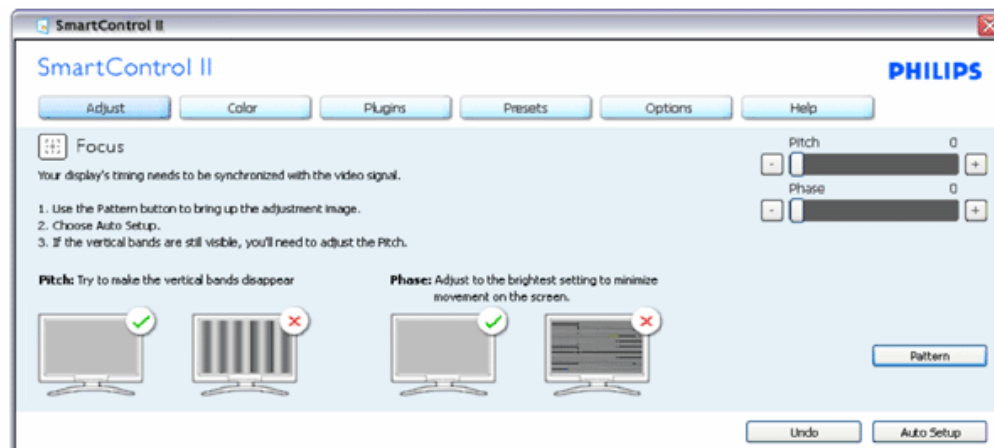 SmartControl II
SmartControl II
PHILIPS
Adjust Color Plugins Presets Options Help
Focus
Your display's timing needs to be synchronized with the video signal.
1. Use the Pattern button to bring up the adjustment image.
2. Choose Auto Setup.
3. If the vertical bands are still visible, you'll need to adjust the Pitch.
Pitch 0
- +
Phase 0
- +
Pitch: Try to make the vertical bands disappear
Phase: Adjust to the brightest setting to minimize
movement on the screen.
Pattern
Undo Auto Setup